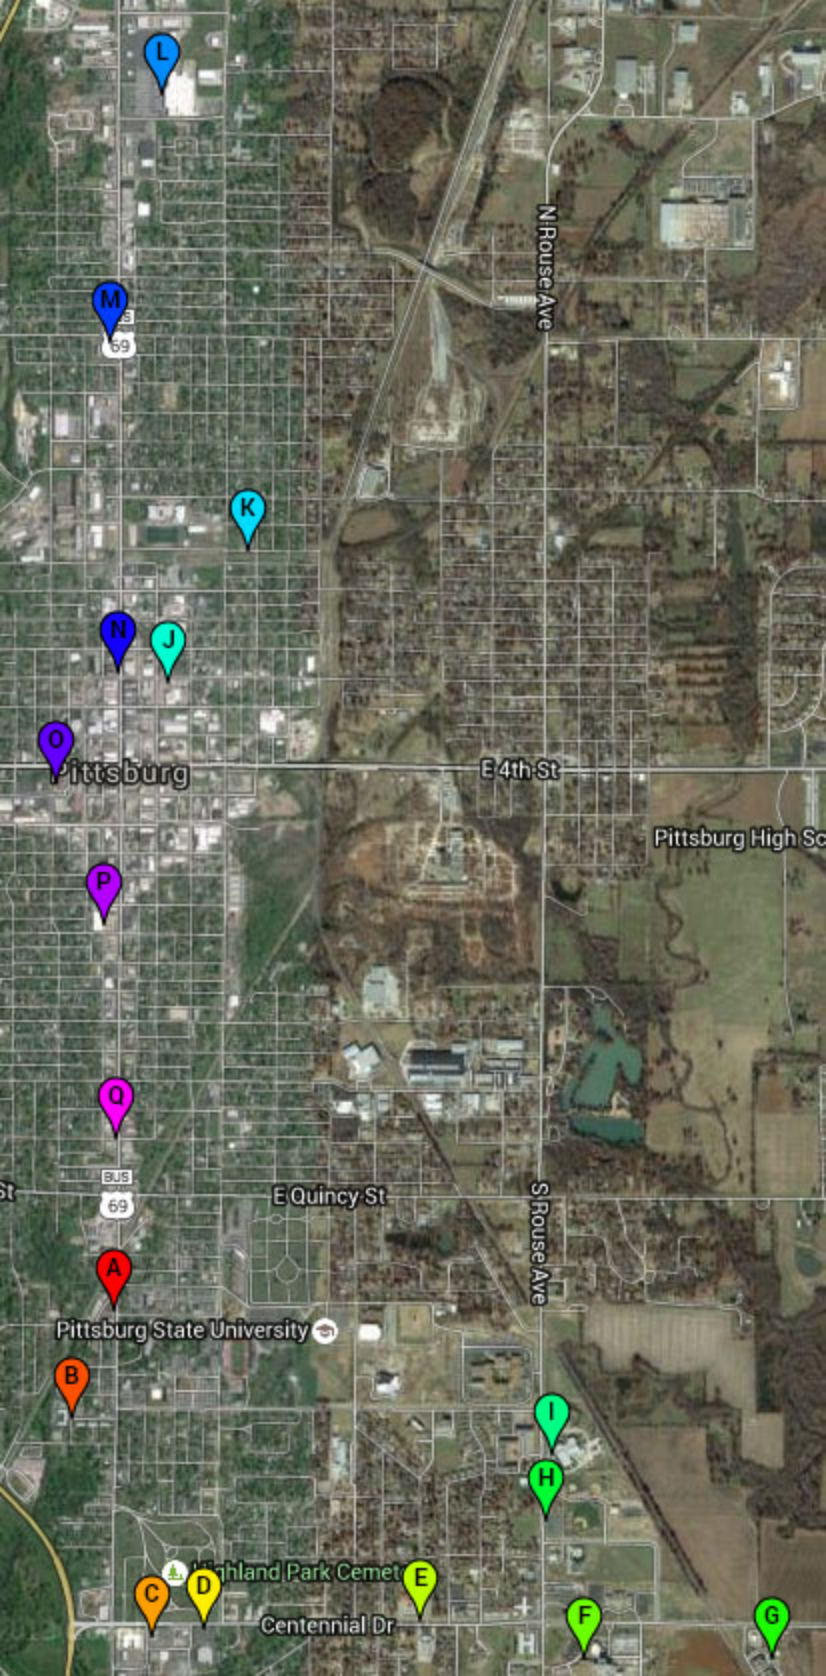 L
N Rouse Ave
M
US
69
K
N
J
O
Pittsburg
E 4th St
Pittsburg High Sc
P
Q
BUS
69
St
E Quincy St
S Rouse Ave
A
Pittsburg State University
B
I
H
Highland Park Cemet
C
D
E
Centennial Dr
F
G
H